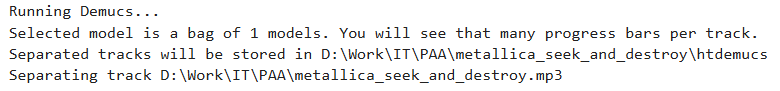 Running Demucs...
Selected model is a bag of 1 models. You will see that many progress bars per track.
Separated tracks will be stored in D:\Work\IT\PAA\metallica_seek_and_destroy\htdemucs
Separating track D:\Work\IT\PAA\metallica_seek_and_destroy.mp3